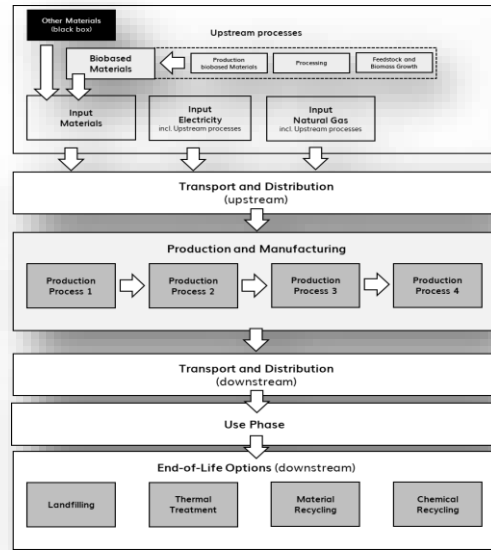 Other Materials
(black box)
Upstream processes
Biobased
Materials
Production
biobased Materials
Processing
Feedstock and
Biomass Growth
Input
Materials
Input
Electricity
incl. Upstream processes
Input
Natural Gas
incl. Upstream processes
Transport and Distribution
(upstream)
Production and Manufacturing
Production
Process 1
Production
Process 2
Production
Process 3
Production
Process 4
Transport and Distribution
(downstream)
Use Phase
End-of-Life Options (downstream)
Landfilling
Thermal
Treatment
Material
Recycling
Chemical
Recycling